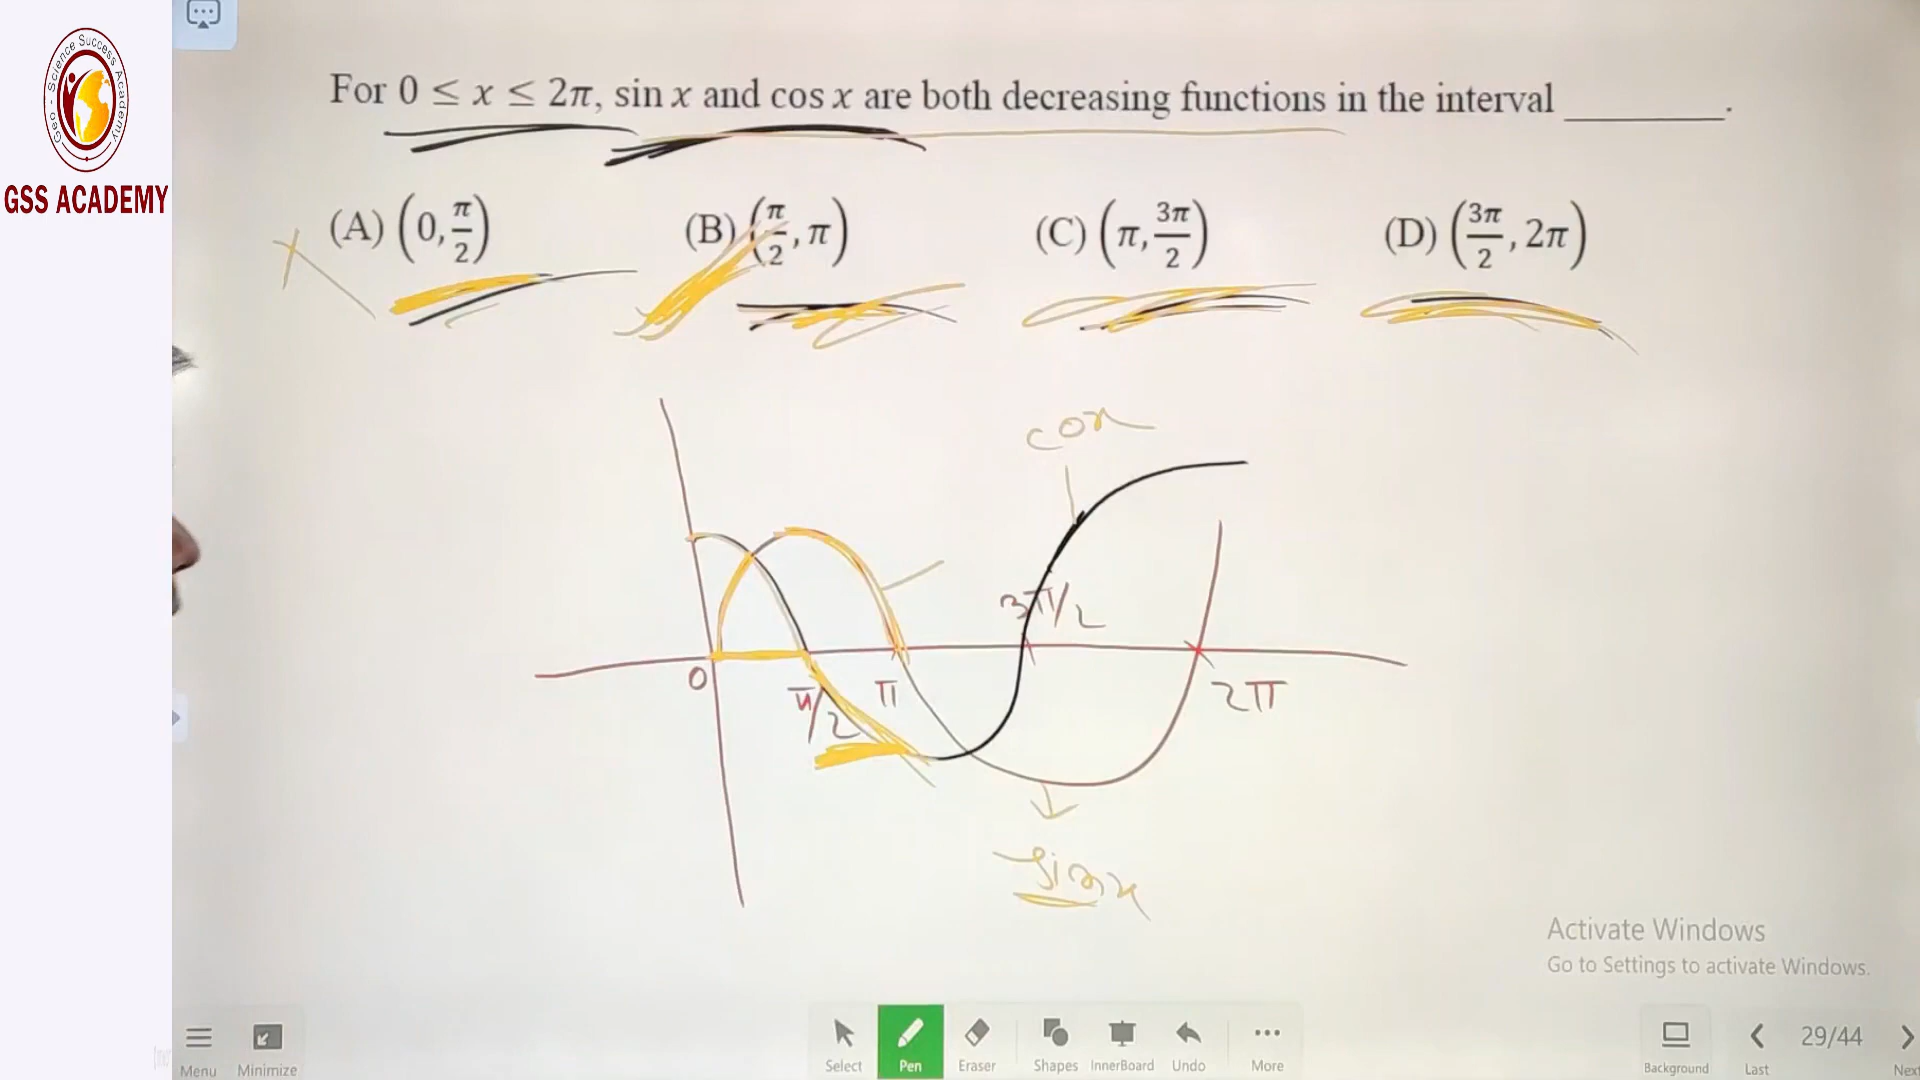 Geo - Science Success Academy
GSS ACADEMY
For 0 ≤ x ≤ 2π, sin x and cos x are both decreasing functions in the interval ________.
(A) (0, π/2) (B) (π/2, π) (C) (π, 3π/2) (D) (3π/2, 2π)
3π/2
0
π/2
π
2π
sinx
Activate Windows
Go to Settings to activate Windows.
Menu Minimize Select Pen Eraser Shapes InnerBoard Undo More Background Last 29/44